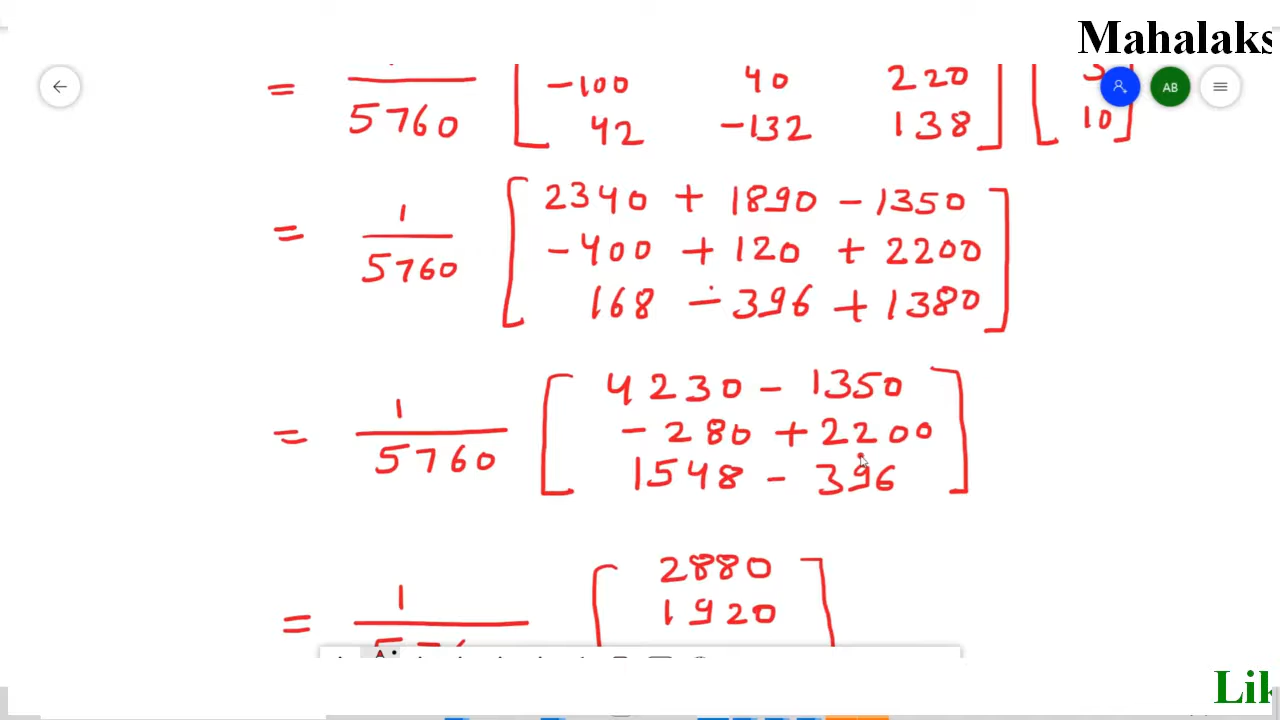 Mahalaks
= -100 40 220
5760 42 -132 138 10
AB
2340 + 1890 - 1350
= 1/5760 -400 + 120 + 2200
168 - 396 + 1380
4230 - 1350
= 1/5760 -280 + 2200
1548 - 396
2880
= 1 1920
Lik